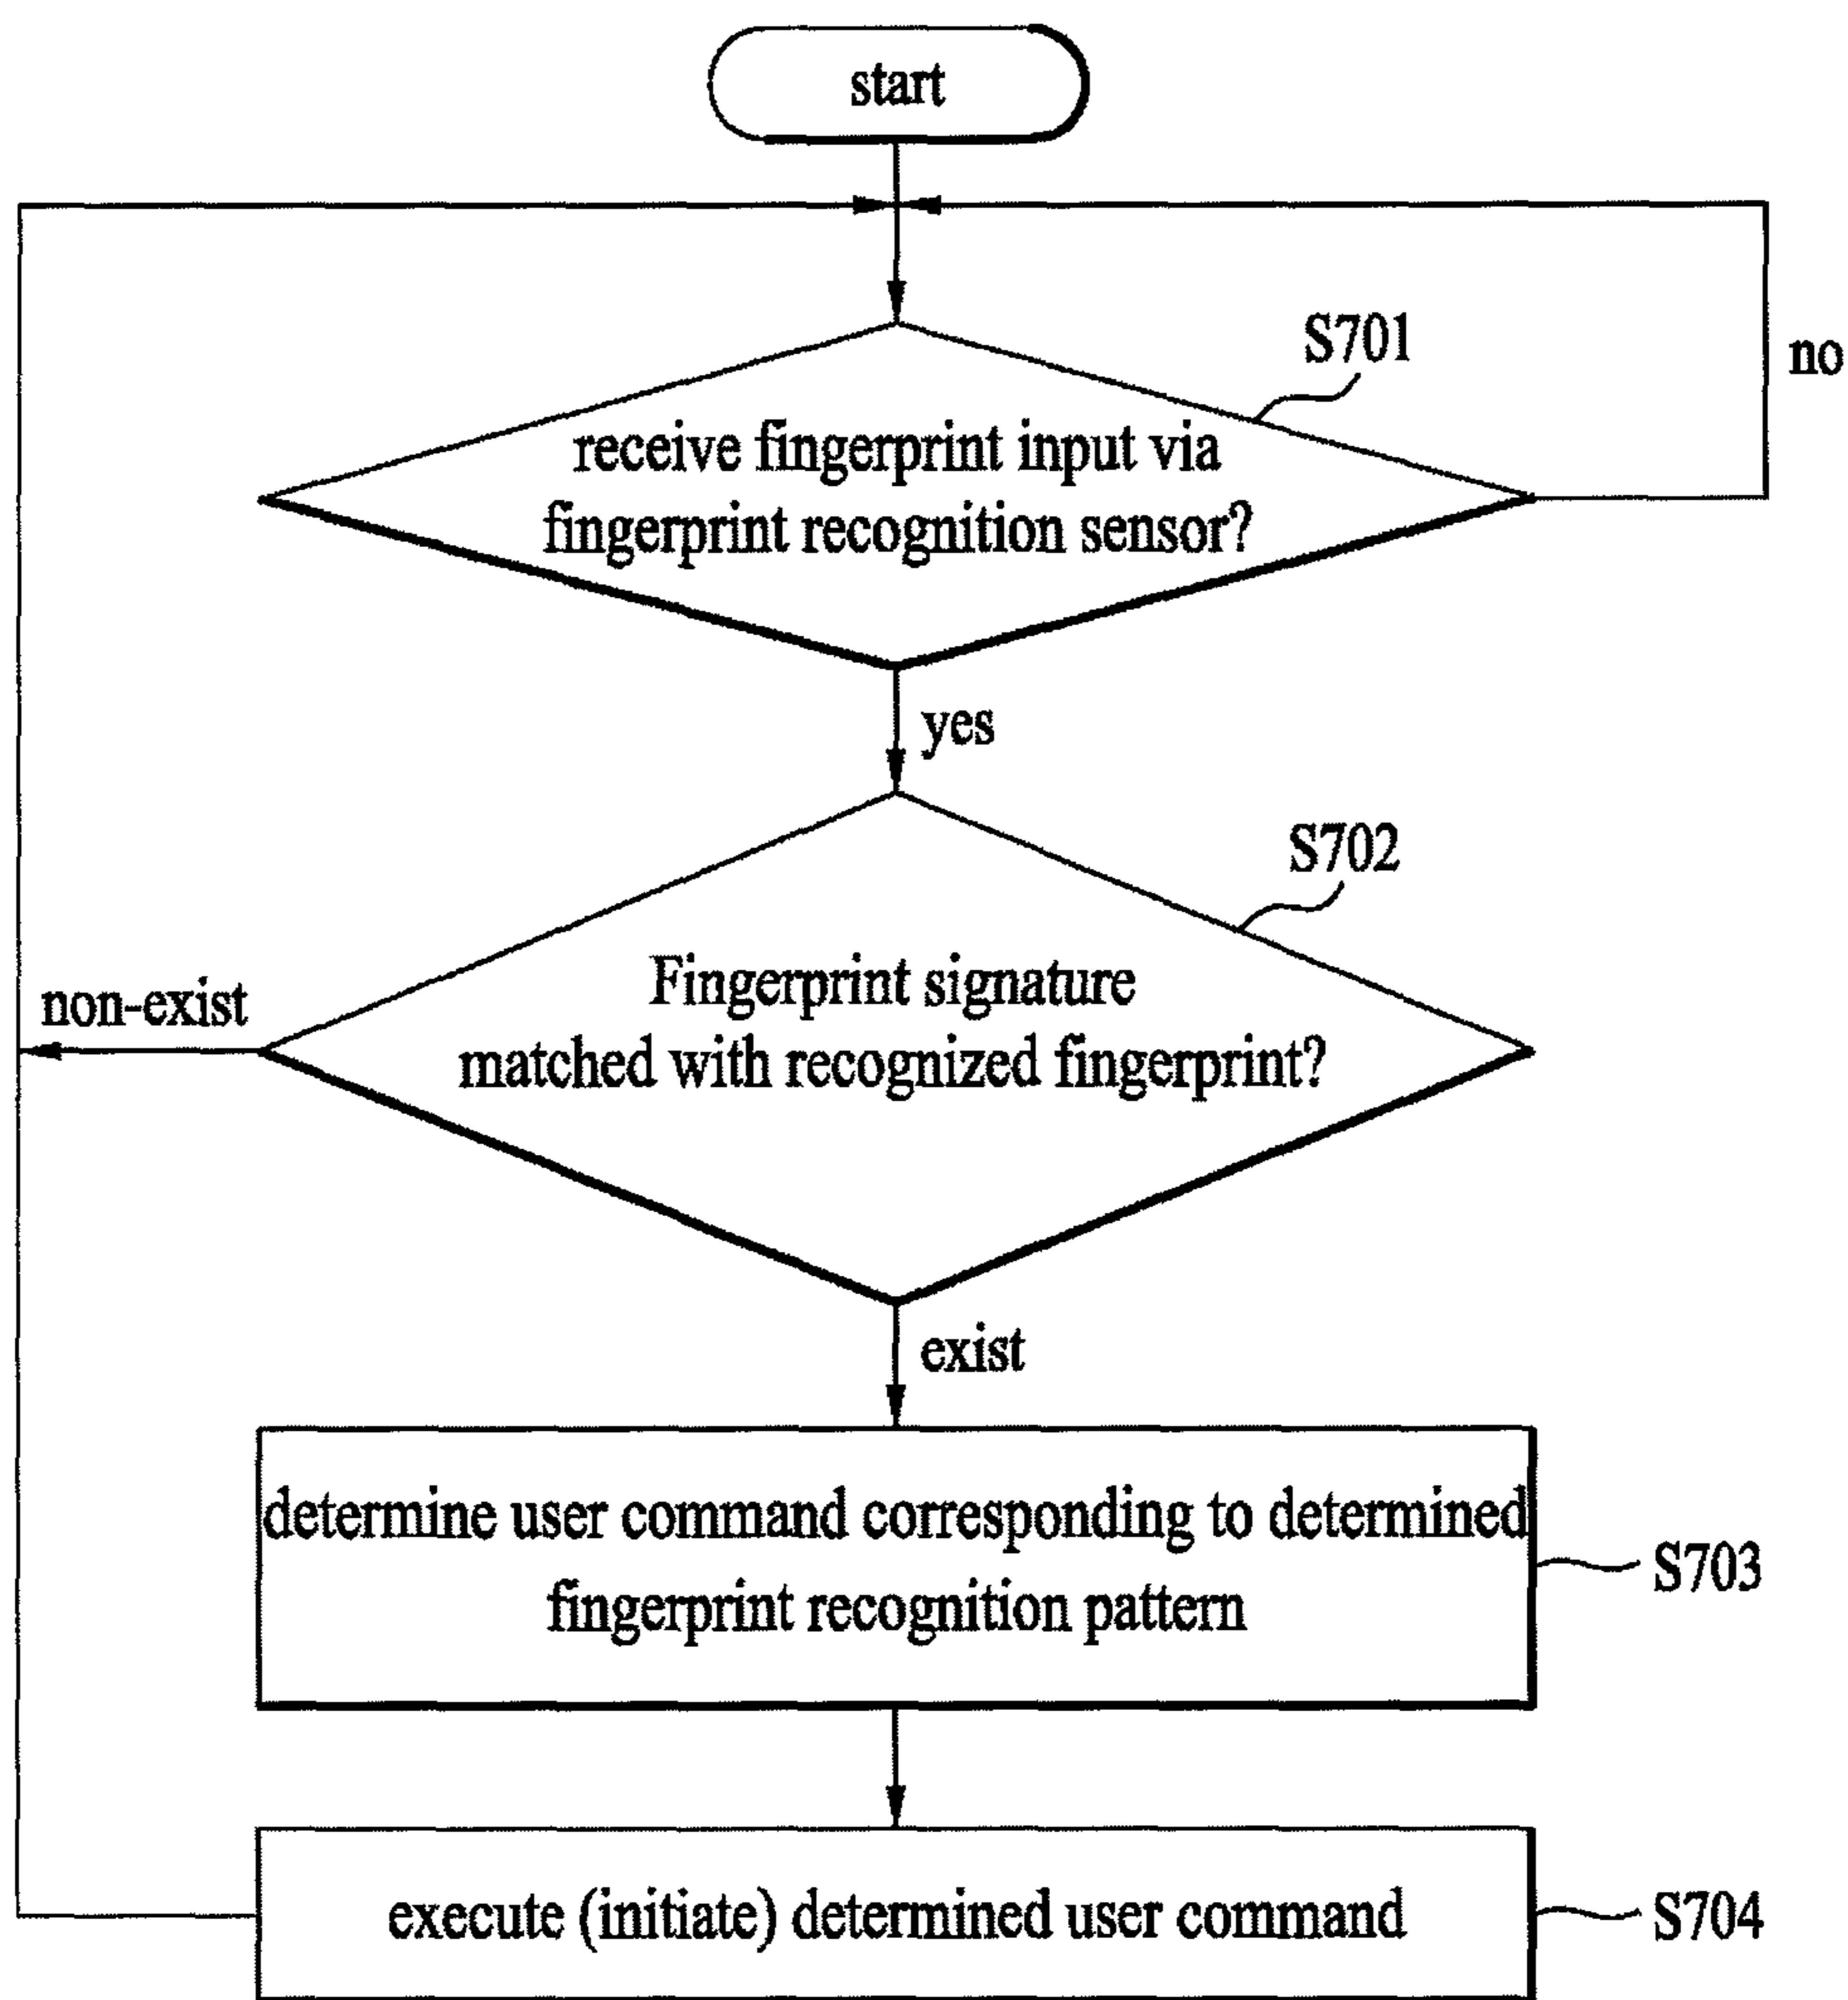 start
S701
no
receive fingerprint input via
fingerprint recognition sensor?
yes
S702
Fingerprint signature
matched with recognized fingerprint?
non-exist
exist
determine user command corresponding to determined
fingerprint recognition pattern
S703
execute (initiate) determined user command
S704